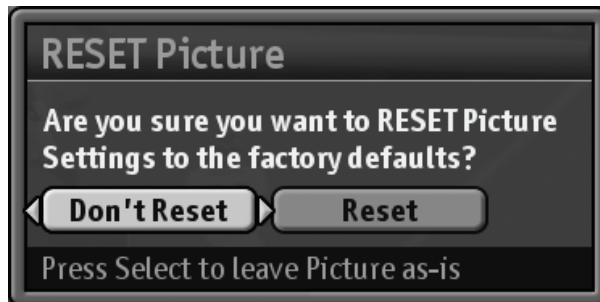 RESET Picture
Are you sure you want to RESET Picture
Settings to the factory defaults?
Don't Reset Reset
Press Select to leave Picture as-is